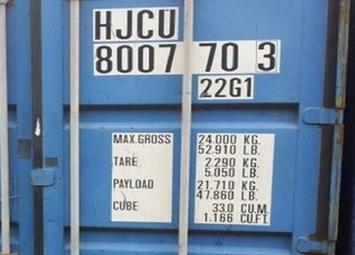 HJCU
8007 70 3
22G1
MAX.GROSS 24.000 KG.
52.910 LB.
TARE 2.290 KG.
5.050 LB.
PAYLOAD 21.710 KG.
47.860 LB.
CUBE 33.0 CU.M.
1.166 CU.FT.